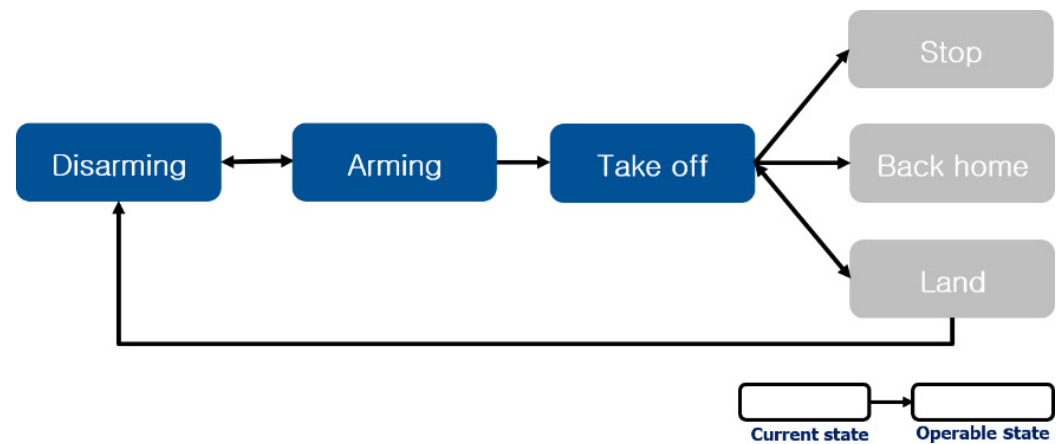 Stop
Disarming
Arming
Take off
Back home
Land
Current state
Operable state